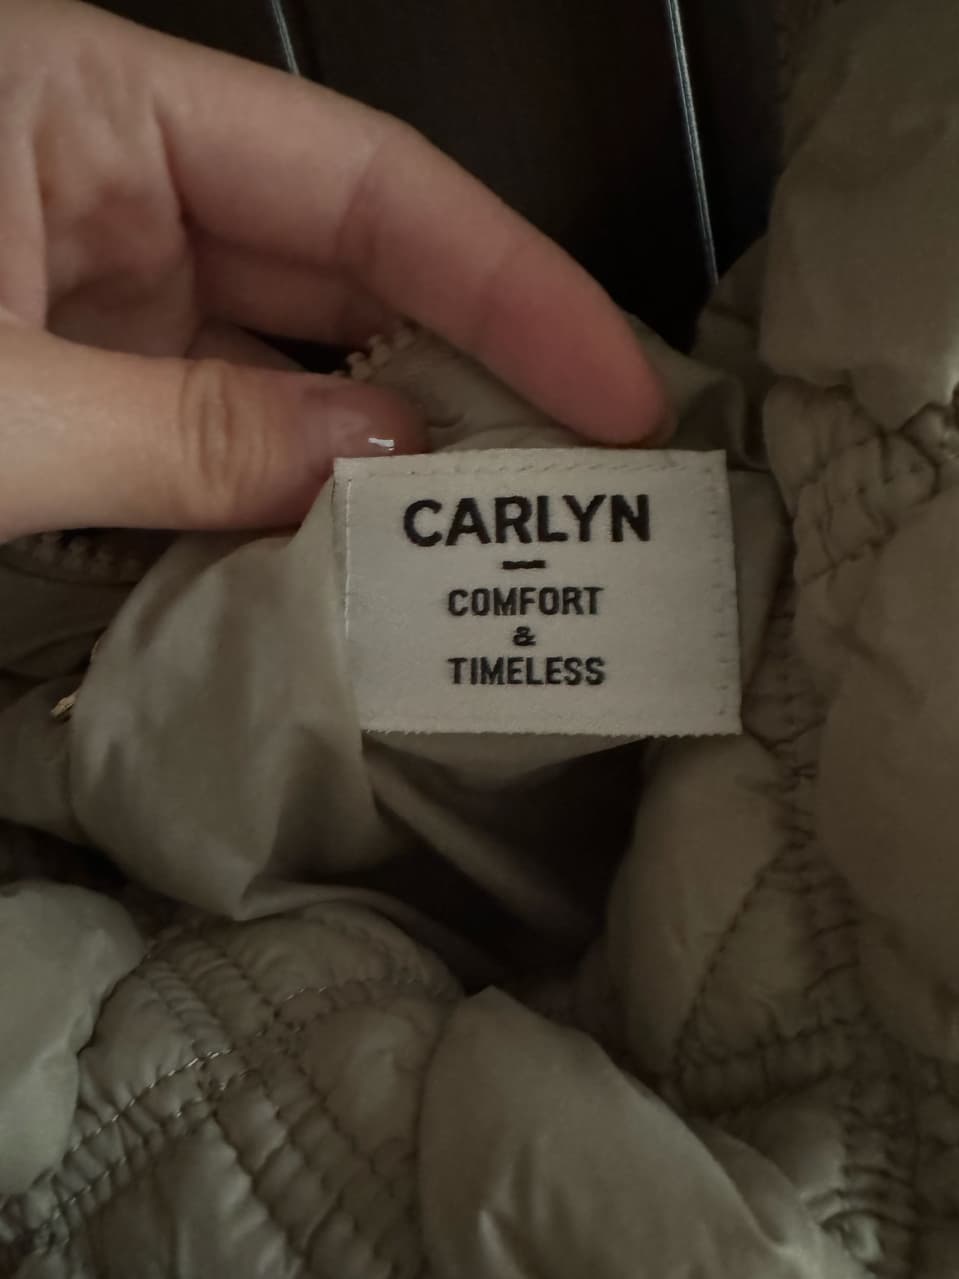 CARLYN
—
COMFORT
&
TIMELESS